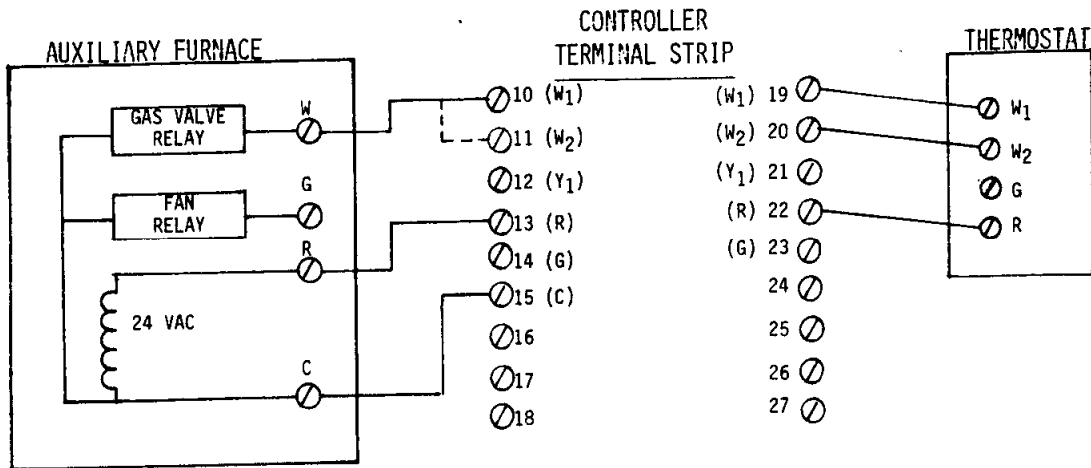 CONTROLLER
TERMINAL STRIP
AUXILIARY FURNACE
THERMOSTAT
GAS VALVE
RELAY
W
FAN
RELAY
G
R
24 VAC
C
10 (W1)
11 (W2)
12 (Y1)
13 (R)
14 (G)
15 (C)
16
17
18
(W1) 19
(W2) 20
(Y1) 21
(R) 22
(G) 23
24
25
26
27
W1
W2
G
R